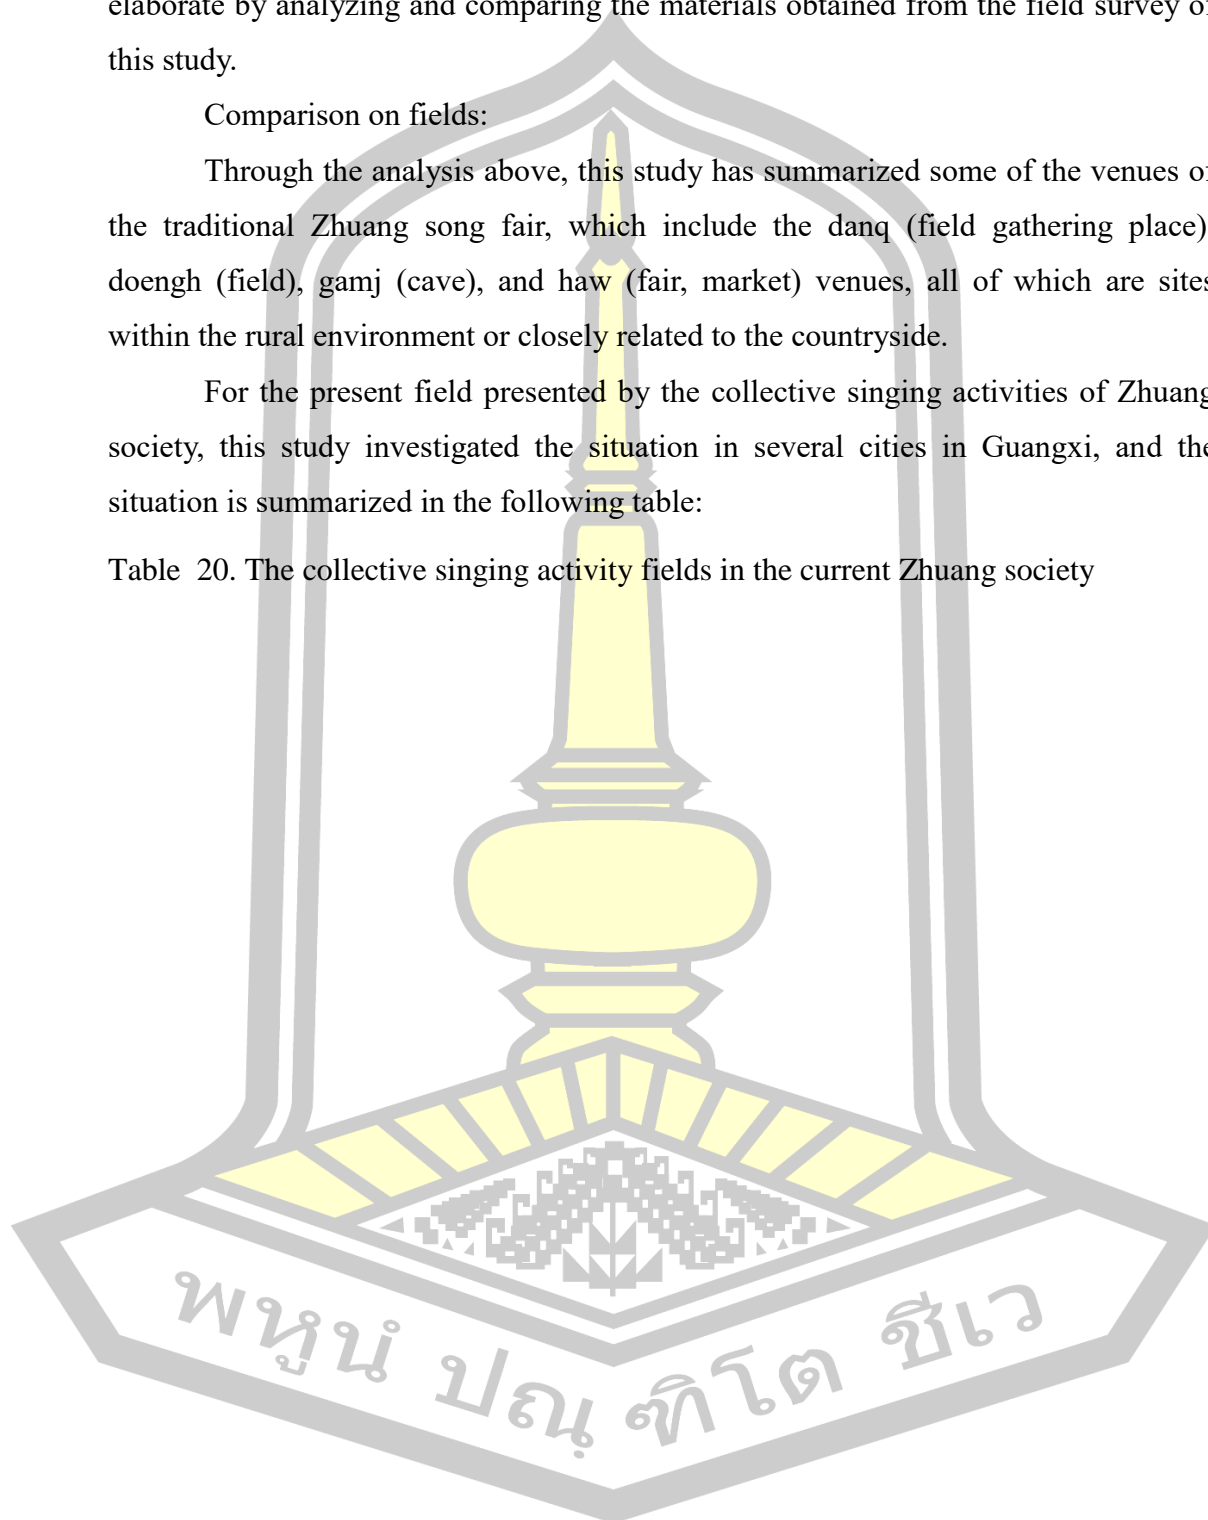 elaborate by analyzing and comparing the materials obtained from the field survey of
this study.
Comparison on fields:
Through the analysis above, this study has summarized some of the venues of
the traditional Zhuang song fair, which include the danq (field gathering place)
doengh (field), gamj (cave), and haw (fair, market) venues, all of which are sites
within the rural environment or closely related to the countryside.
For the present field presented by the collective singing activities of Zhuang
society, this study investigated the situation in several cities in Guangxi, and the
situation is summarized in the following table:
Table 20. The collective singing activity fields in the current Zhuang society
พหูนํ ปณฺฑิโต ชีเว